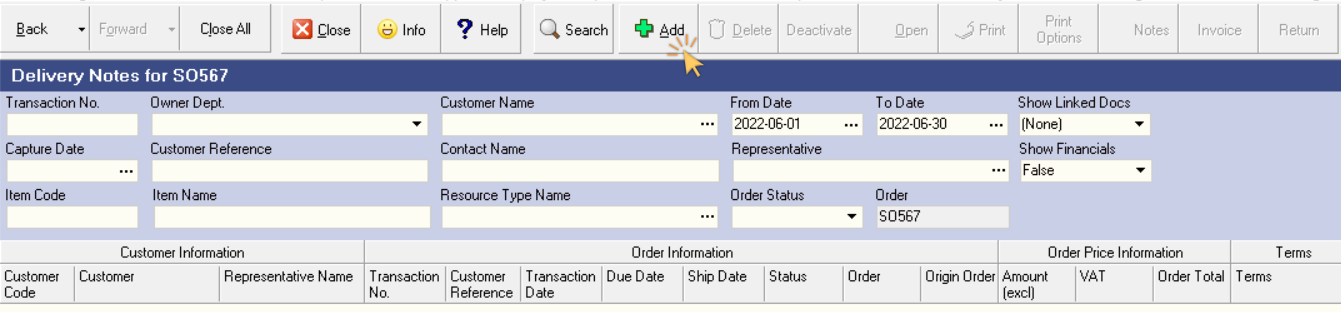 Back Forward Close All Close Info Help Search Add Delete Deactivate Open Print Print Options Notes Invoice Return
Delivery Notes for SO567
Transaction No. Owner Dept. Customer Name From Date To Date Show Linked Docs
2022-06-01 ... 2022-06-30 ... (None)
Capture Date Customer Reference Contact Name Representative Show Financials
... ... False
Item Code Item Name Resource Type Name Order Status Order
... SO567
Customer Information Order Information Order Price Information Terms
Customer Code Customer Representative Name Transaction No. Customer Reference Transaction Date Due Date Ship Date Status Order Origin Order Amount (excl) VAT Order Total Terms